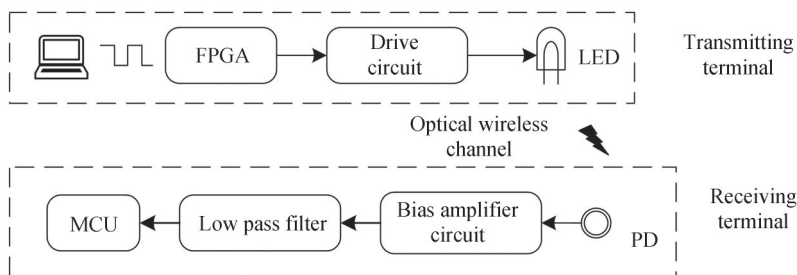 FPGA
Drive
circuit
LED
Transmitting
terminal
Optical wireless
channel
MCU
Low pass filter
Bias amplifier
circuit
PD
Receiving
terminal